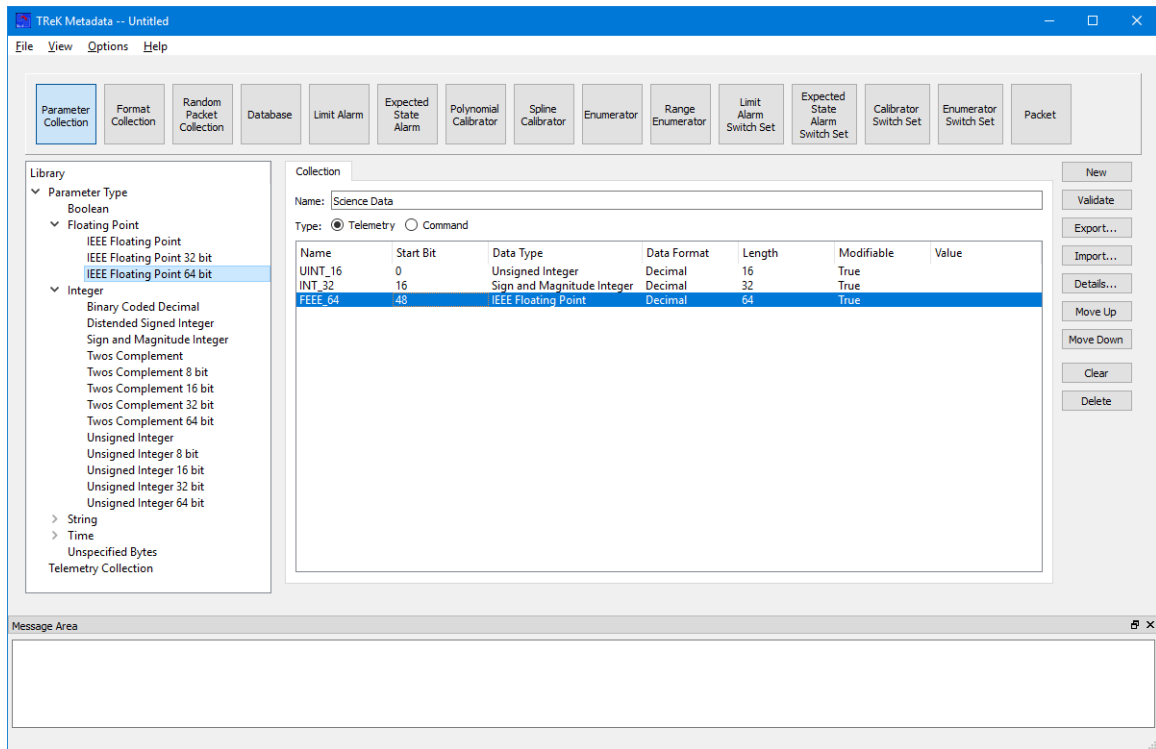 TReK Metadata -- Untitled
File View Options Help
Parameter Collection
Format Collection
Random Packet Collection
Database
Limit Alarm
Expected State Alarm
Polynomial Calibrator
Spline Calibrator
Enumerator
Range Enumerator
Limit Alarm Switch Set
Expected State Alarm Switch Set
Calibrator Switch Set
Enumerator Switch Set
Packet
Library
Parameter Type
Boolean
Floating Point
IEEE Floating Point
IEEE Floating Point 32 bit
IEEE Floating Point 64 bit
Integer
Binary Coded Decimal
Distended Signed Integer
Sign and Magnitude Integer
Twos Complement
Twos Complement 8 bit
Twos Complement 16 bit
Twos Complement 32 bit
Twos Complement 64 bit
Unsigned Integer
Unsigned Integer 8 bit
Unsigned Integer 16 bit
Unsigned Integer 32 bit
Unsigned Integer 64 bit
String
Time
Unspecified Bytes
Telemetry Collection
Collection
Name: Science Data
Type: Telemetry Command
Name Start Bit Data Type Data Format Length Modifiable Value
UINT_16 0 Unsigned Integer Decimal 16 True
INT_32 16 Sign and Magnitude Integer Decimal 32 True
FEEE_64 48 IEEE Floating Point Decimal 64 True
New
Validate
Export...
Import...
Details...
Move Up
Move Down
Clear
Delete
Message Area